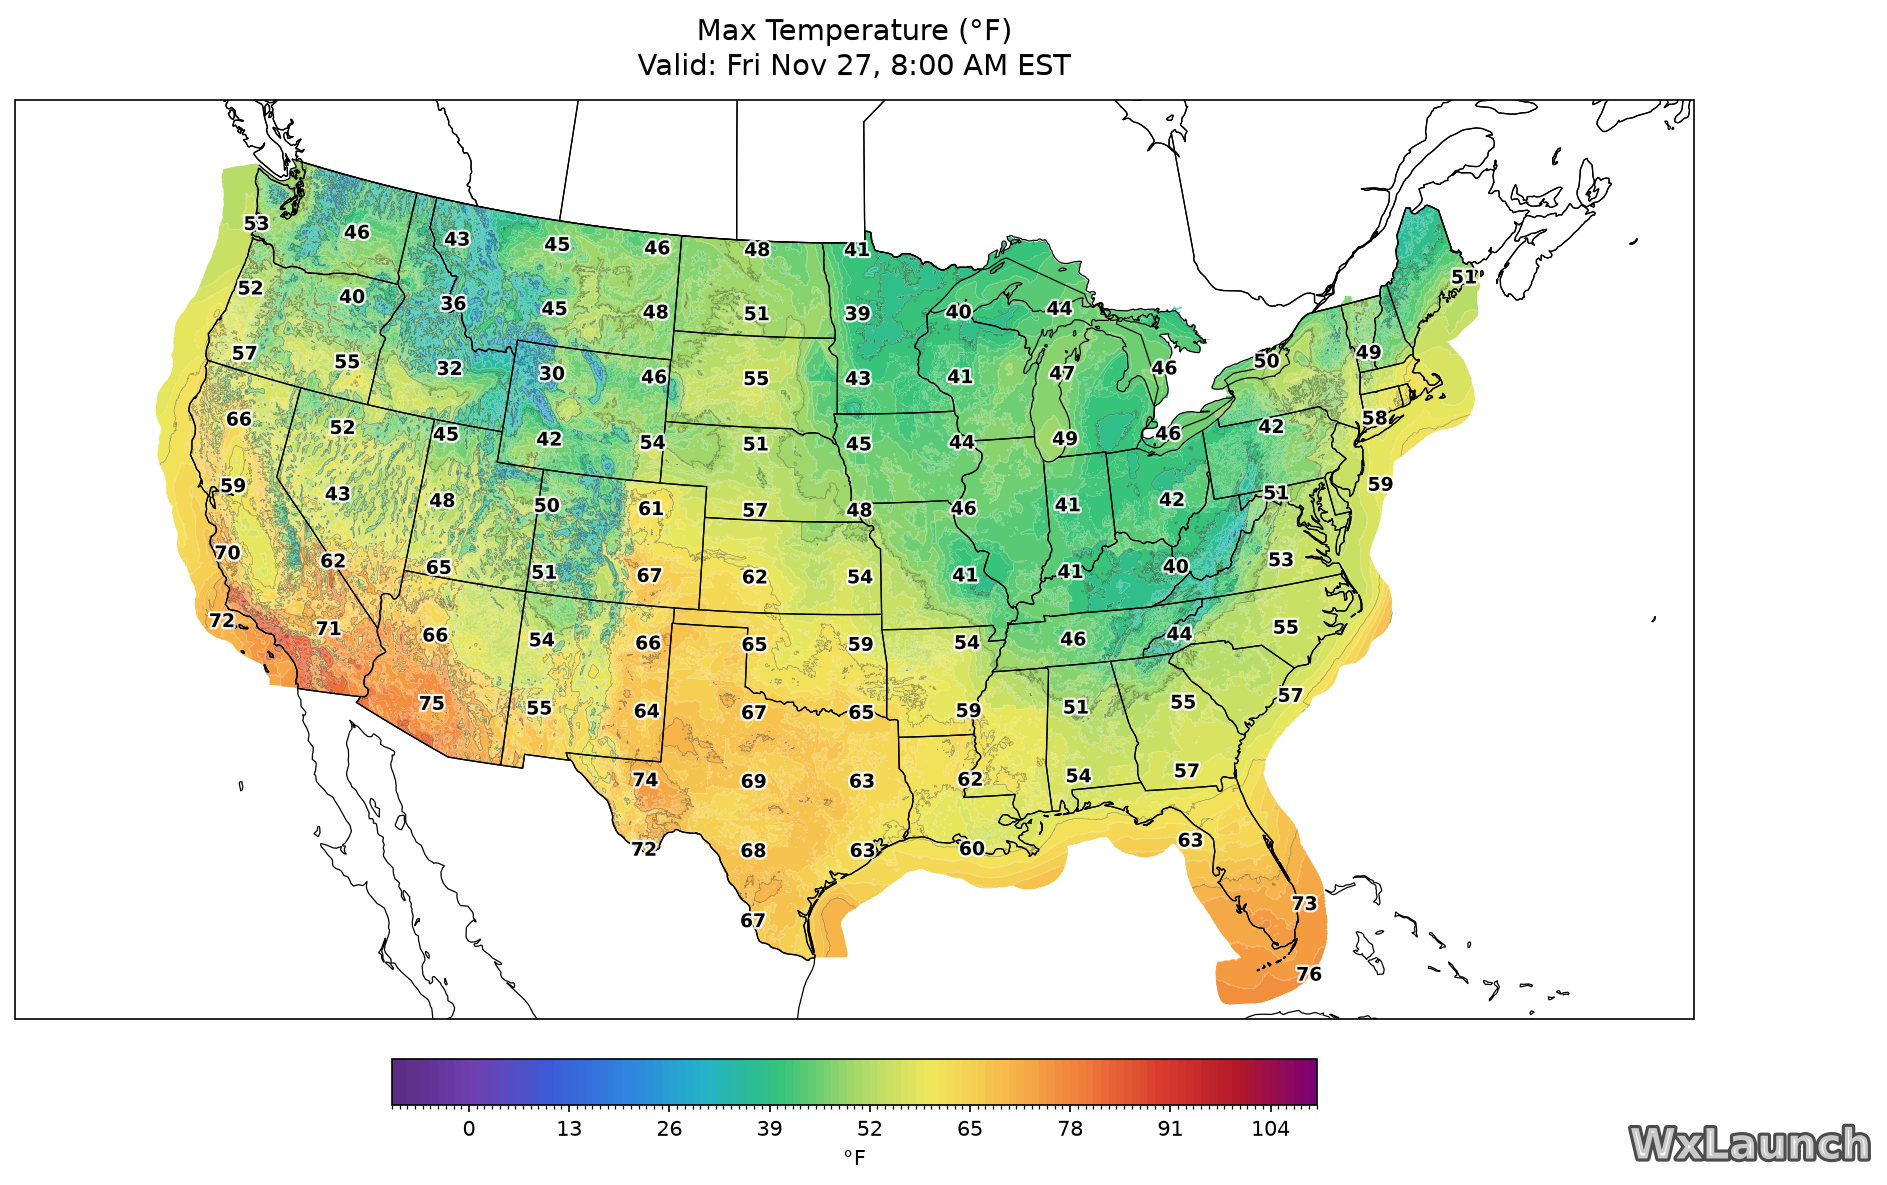 Max Temperature (°F)
Valid: Fri Nov 27, 8:00 AM EST
53 46 43 45 46 48 41 51
52 40 36 45 48 51 39 40 44
57 55 32 30 46 55 43 41 47 46 50 49
66 52 45 42 54 51 45 44 49 46 42 58
59 43 48 50 61 57 48 46 41 42 51 59
70 62 65 51 67 62 54 41 41 40 53
72 71 66 54 66 65 59 54 46 44 55
75 55 64 67 65 59 51 55 57
74 69 63 62 54 57
72 68 63 60 63
67 73
76
0 13 26 39 52 65 78 91 104
°F
WxLaunch